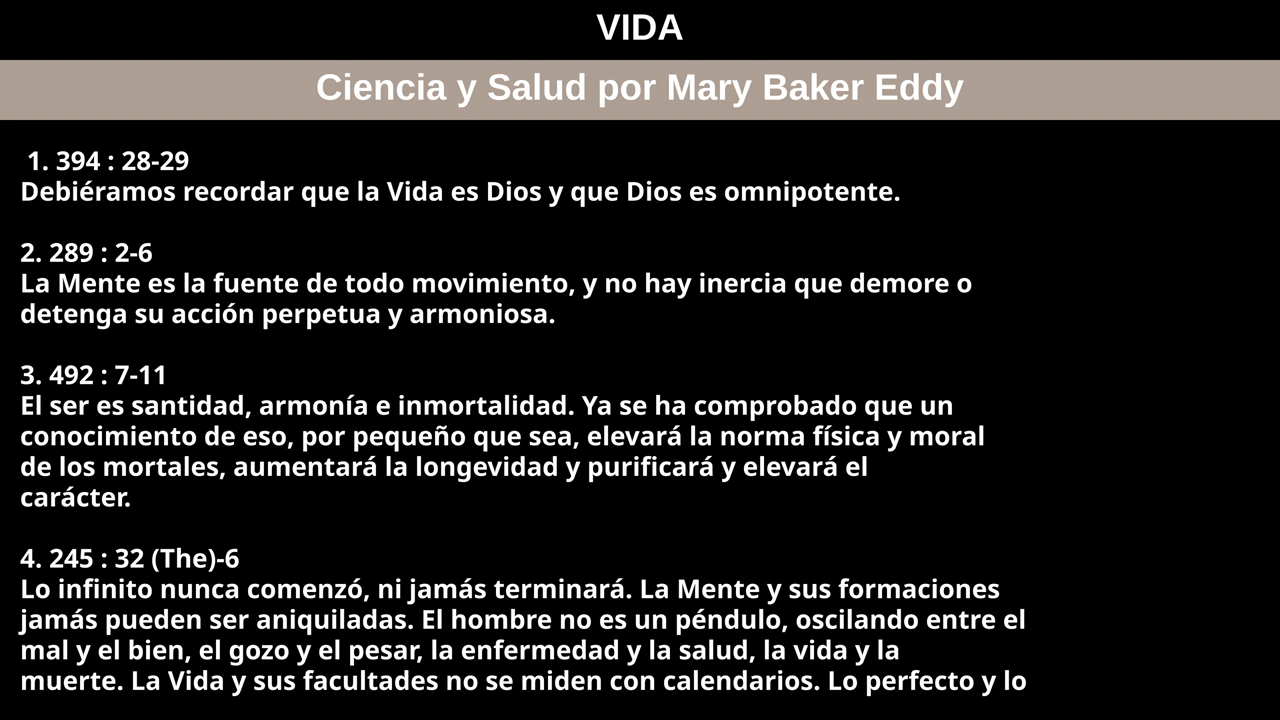 VIDA
Ciencia y Salud por Mary Baker Eddy
1. 394 : 28-29
Debiéramos recordar que la Vida es Dios y que Dios es omnipotente.
2. 289 : 2-6
La Mente es la fuente de todo movimiento, y no hay inercia que demore o
detenga su acción perpetua y armoniosa.
3. 492 : 7-11
El ser es santidad, armonía e inmortalidad. Ya se ha comprobado que un
conocimiento de eso, por pequeño que sea, elevará la norma física y moral
de los mortales, aumentará la longevidad y purificará y elevará el
carácter.
4. 245 : 32 (The)-6
Lo infinito nunca comenzó, ni jamás terminará. La Mente y sus formaciones
jamás pueden ser aniquiladas. El hombre no es un péndulo, oscilando entre el
mal y el bien, el gozo y el pesar, la enfermedad y la salud, la vida y la
muerte. La Vida y sus facultades no se miden con calendarios. Lo perfecto y lo